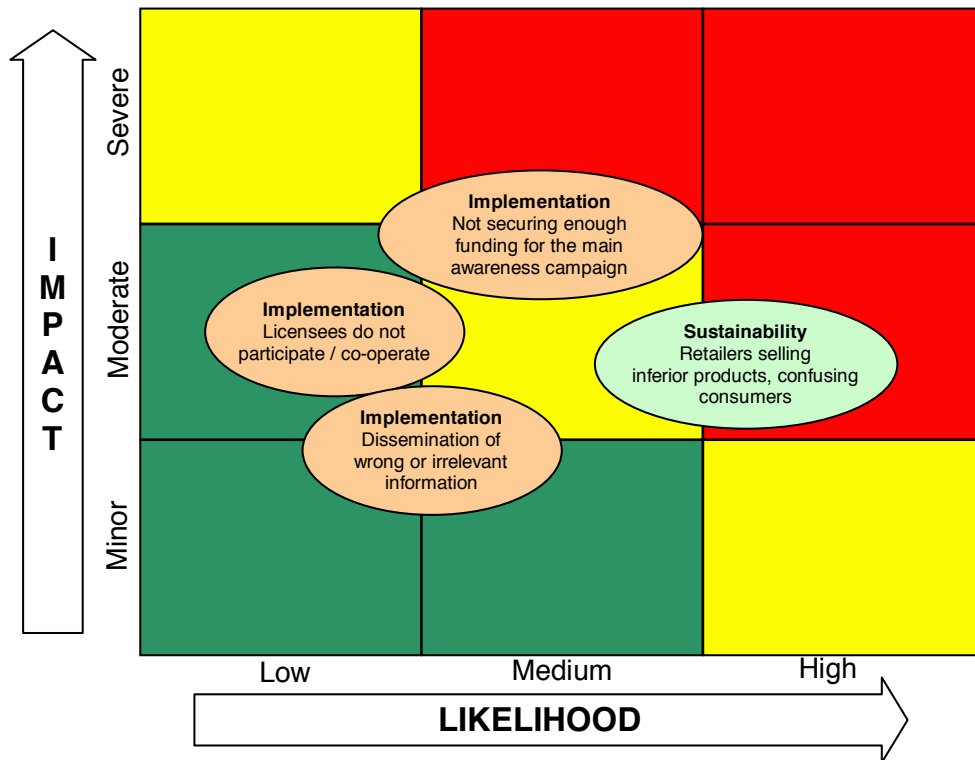 IMPACT
Severe
Moderate
Minor
Implementation
Not securing enough
funding for the main
awareness campaign
Implementation
Licensees do not
participate / co-operate
Sustainability
Retailers selling
inferior products, confusing
consumers
Implementation
Dissemination of
wrong or irrelevant
information
Low
Medium
High
LIKELIHOOD